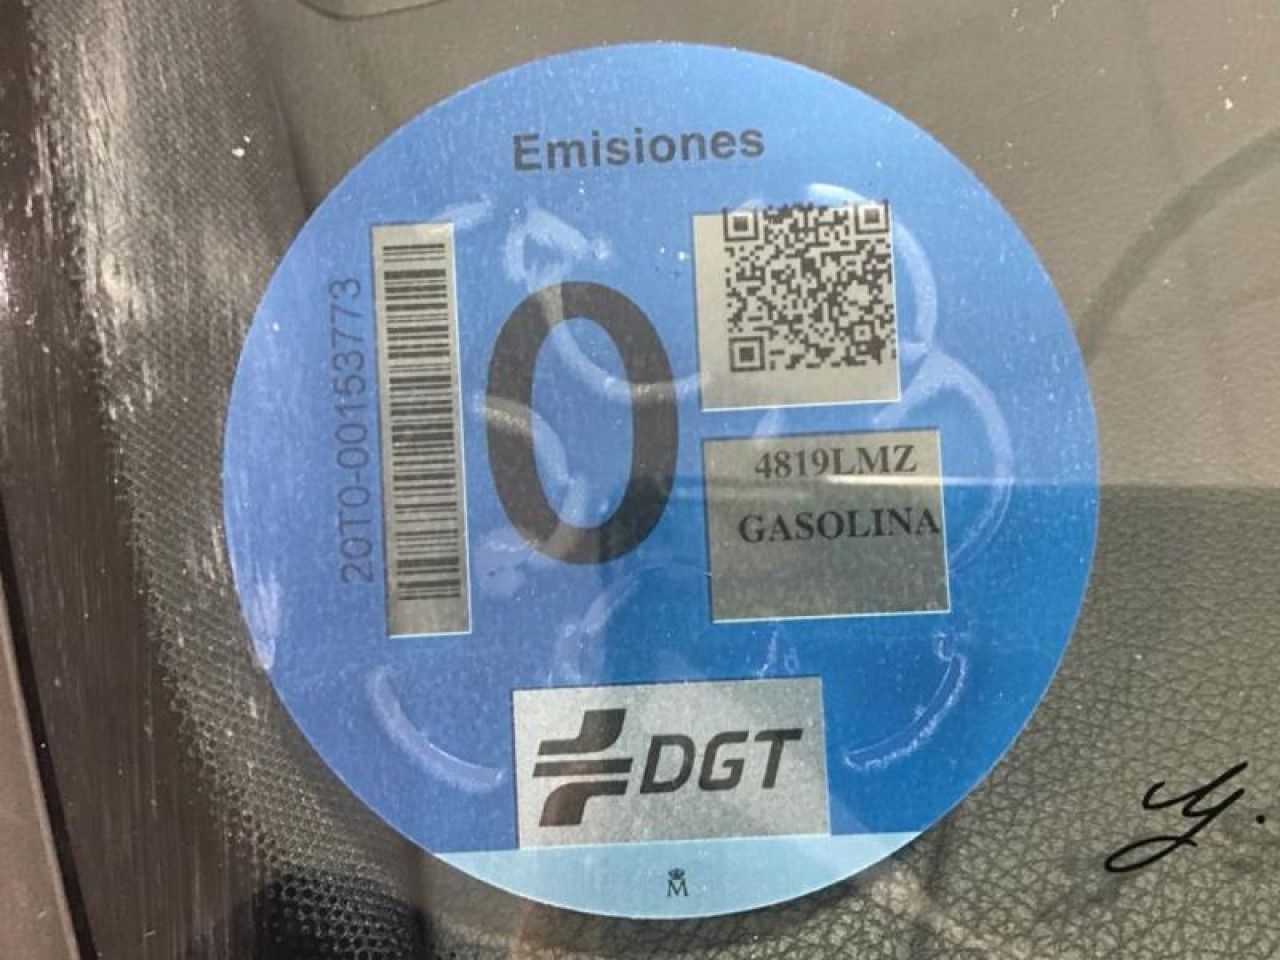 Emisiones
20T0-00153773
0
4819LMZ
GASOLINA
DGT
M